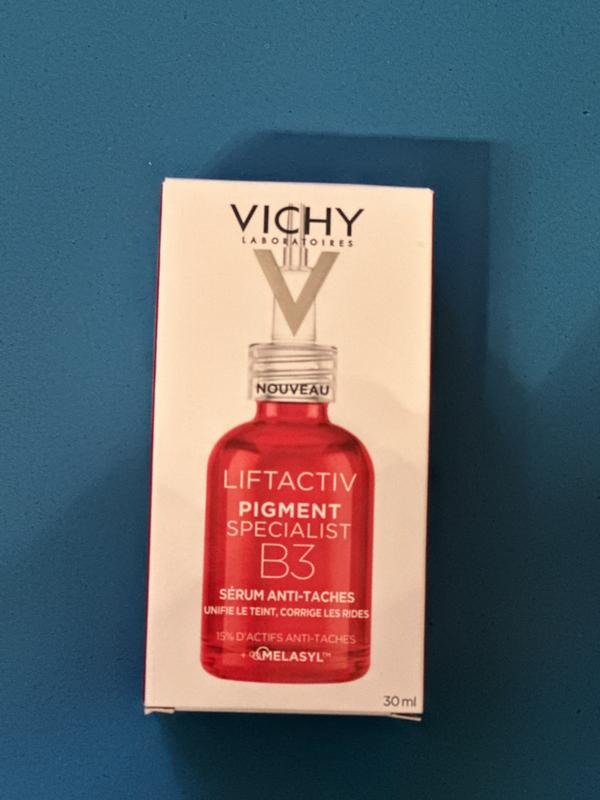 VICHY
LABORATOIRES
NOUVEAU
LIFTACTIV
PIGMENT
SPECIALIST
B3
SÉRUM ANTI-TACHES
UNIFIE LE TEINT, CORRIGE LES RIDES
15% D'ACTIFS ANTI-TACHES
+ MELASYL™
30 ml